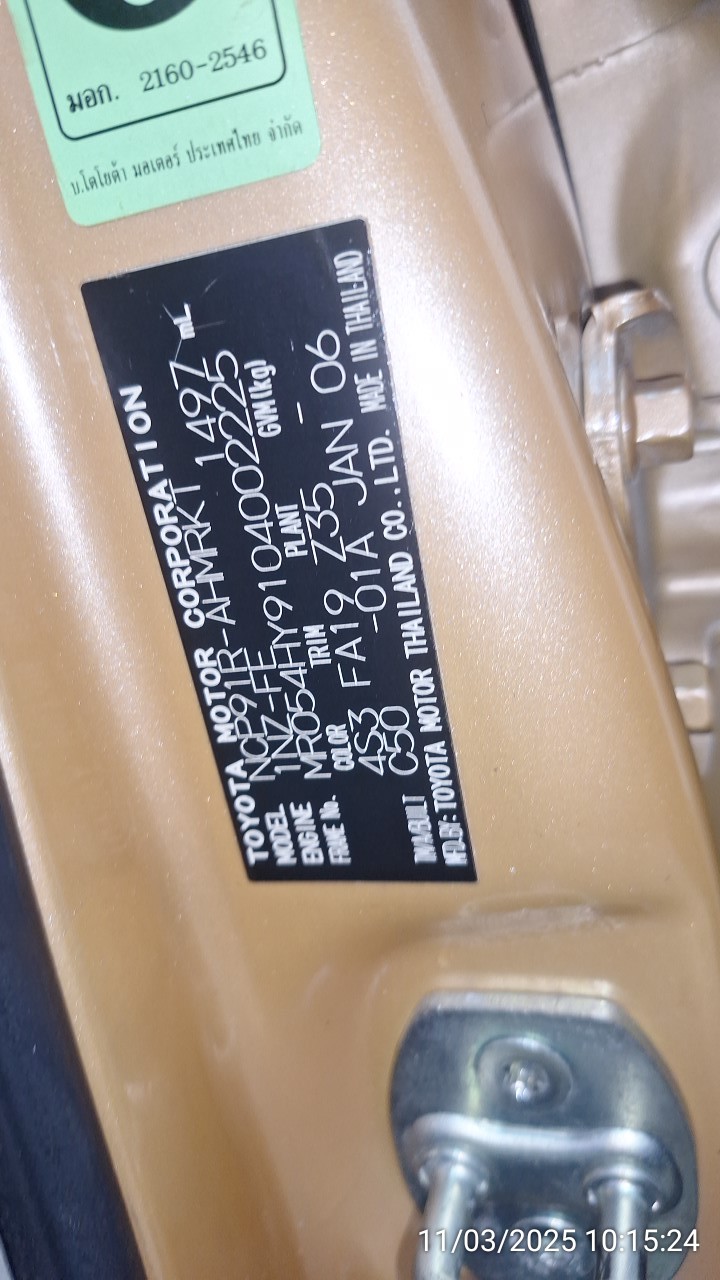 มอก. 2160-2546
บ.โตโยต้า มอเตอร์ ประเทศไทย จำกัด
TOYOTA MOTOR CORPORATION
MODEL NCP91R-AHMRKT 1497 mL
ENGINE 1NZ-FE
FRAME No. MR054HY9104002225
COLOR TRIM PLANT GVM(kg)
4S3 FA19 Z35 -
C50 -01A JAN 06
MFD.BY:TOYOTA MOTOR THAILAND CO.,LTD. MADE IN THAILAND
11/03/2025 10:15:24